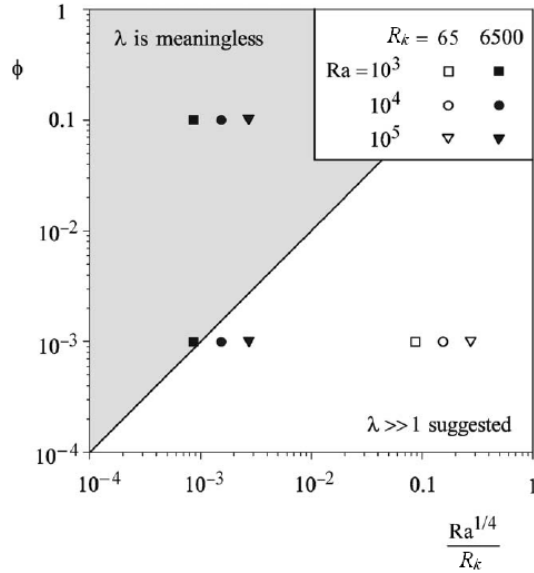 1
λ is meaningless
R_k = 65 6500
Ra = 10^3
10^4
10^5
ϕ
0.1
10^-2
10^-3
λ >> 1 suggested
10^-4
10^-4 10^-3 10^-2 0.1 1
Ra^1/4
R_k